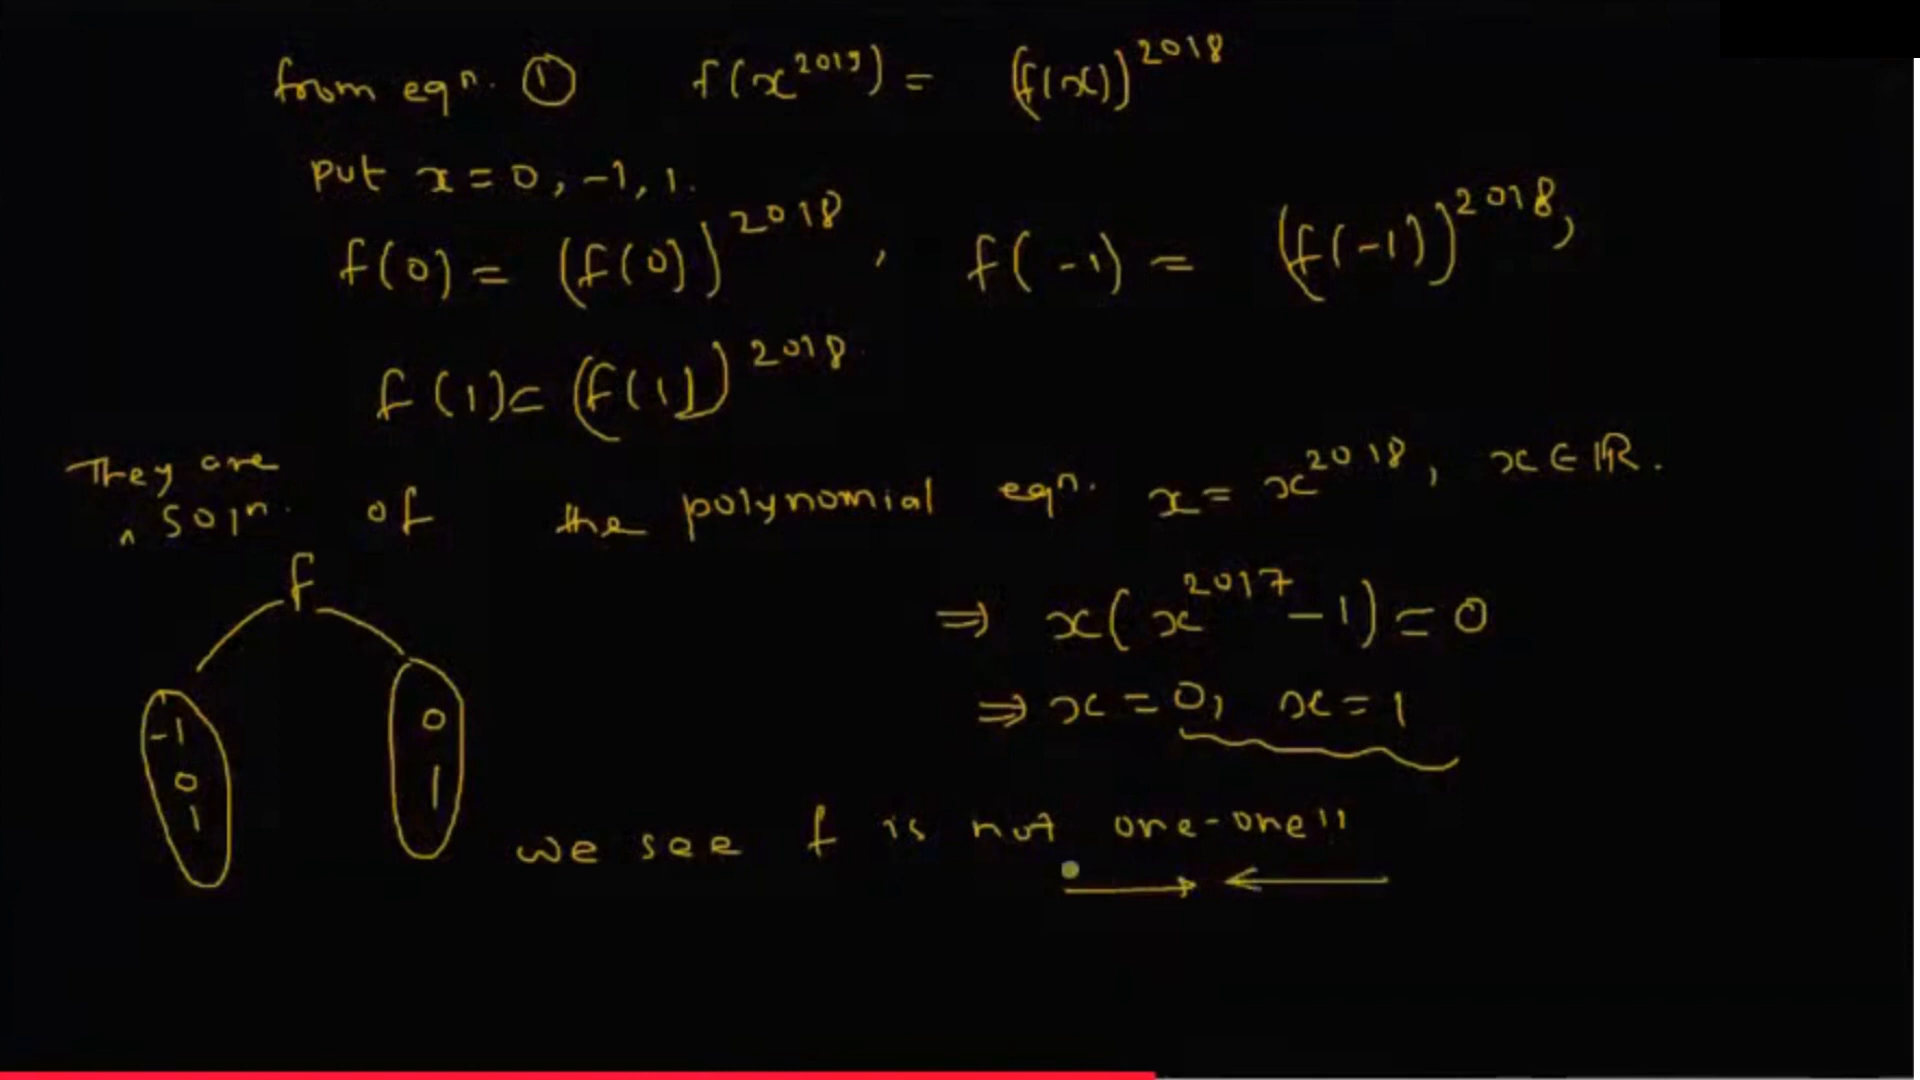 from eqn. ① f(x^2019) = (f(x))^2018
put x = 0, -1, 1.
f(0) = (f(0))^2018, f(-1) = (f(-1))^2018,
f(1) = (f(1))^2018
They are
soln. of the polynomial eqn. x = x^2018, x ∈ ℝ.
f
⇒ x(x^2017 - 1) = 0
⇒ x = 0, x = 1
-1 0
0 1
1
we see f is not one-one!!